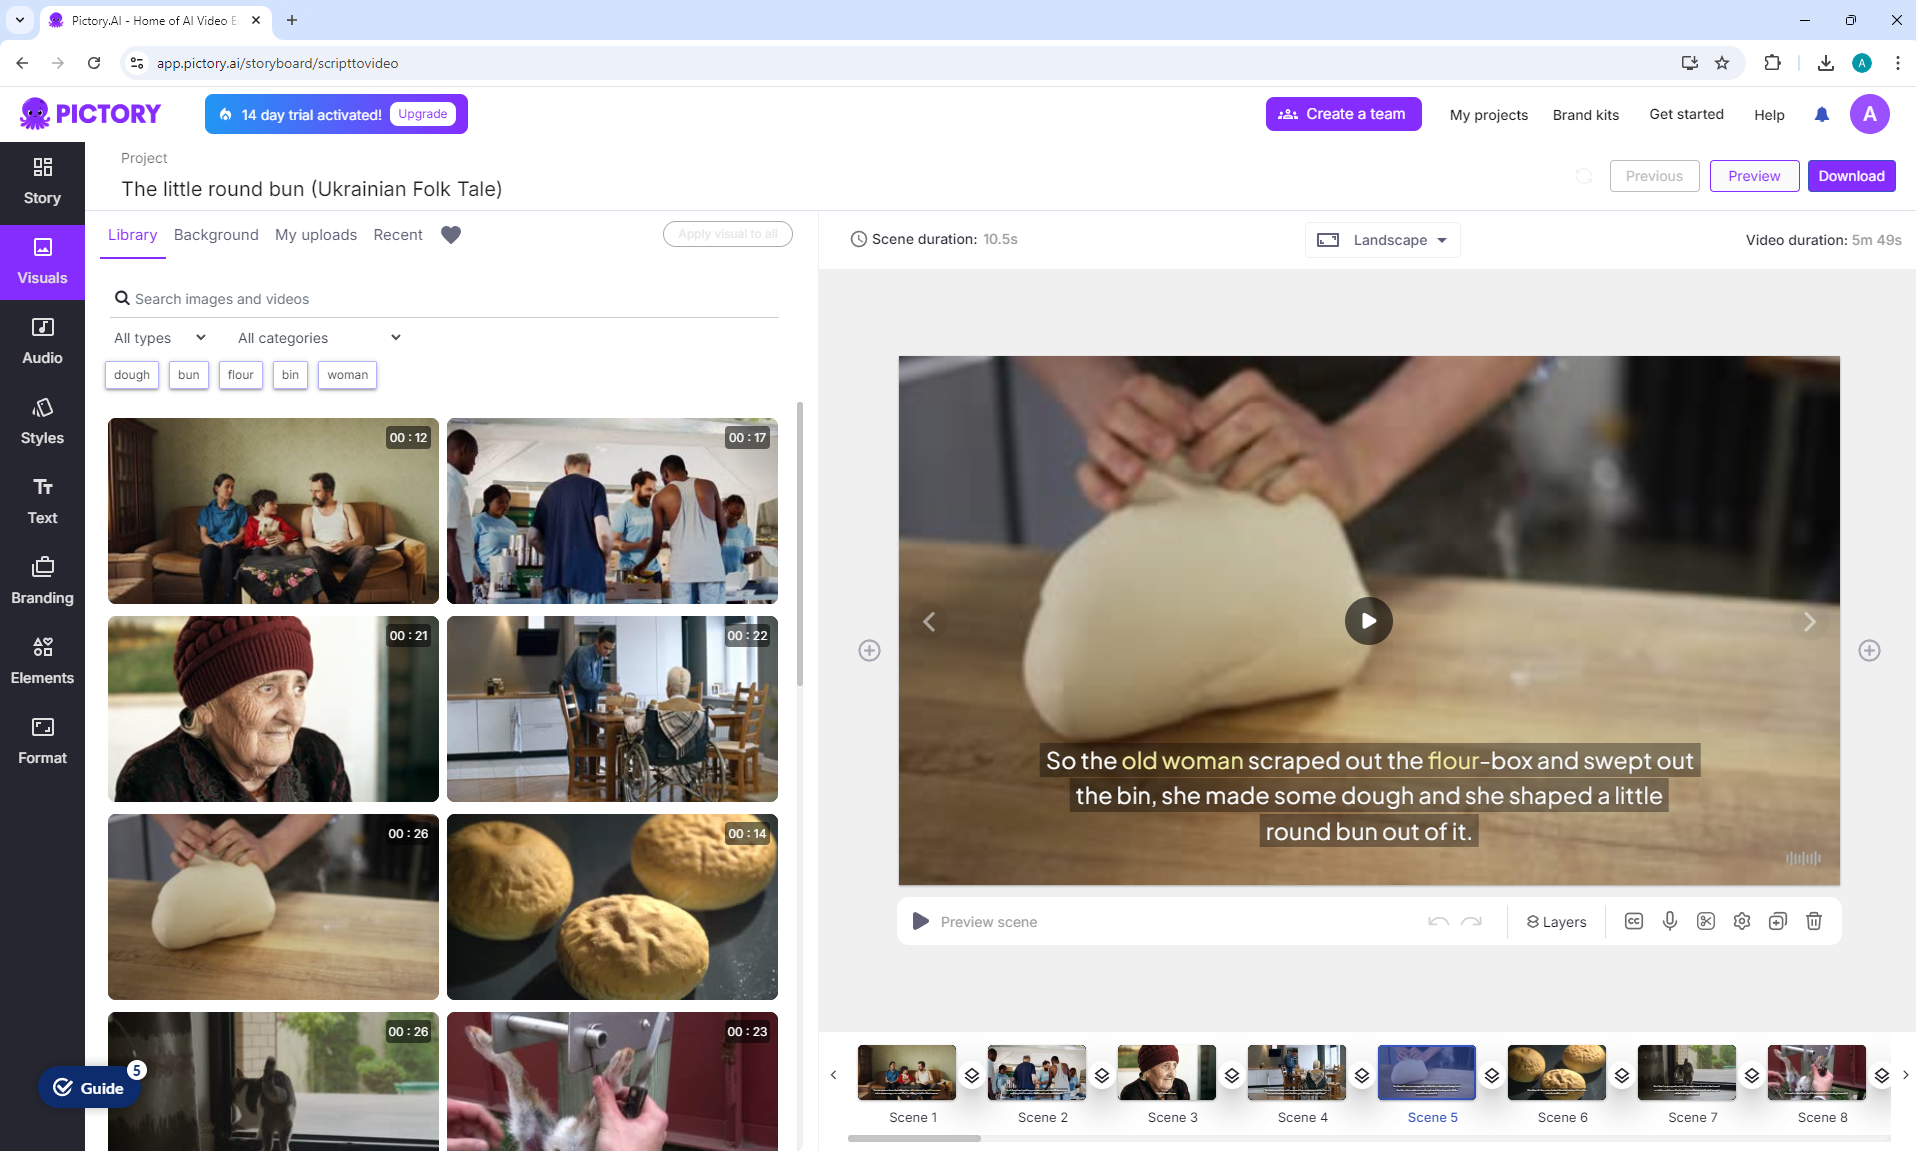 Pictory.AI - Home of AI Video E
app.pictory.ai/storyboard/scripttovideo
A
PICTORY
14 day trial activated!
Upgrade
Create a team
My projects
Brand kits
Get started
Help
A
Story
Visuals
Audio
Styles
Text
Branding
Elements
Format
Project
The little round bun (Ukrainian Folk Tale)
Previous
Preview
Download
Library
Background
My uploads
Recent
Apply visual to all
Search images and videos
All types
All categories
dough
bun
flour
bin
woman
00 : 12
00 : 17
00 : 21
00 : 22
00 : 26
00 : 14
00 : 26
00 : 23
Guide
5
Scene duration: 10.5s
Landscape
Video duration: 5m 49s
So the old woman scraped out the flour-box and swept out
the bin, she made some dough and she shaped a little
round bun out of it.
Preview scene
Layers
CC
Scene 1
Scene 2
Scene 3
Scene 4
Scene 5
Scene 6
Scene 7
Scene 8